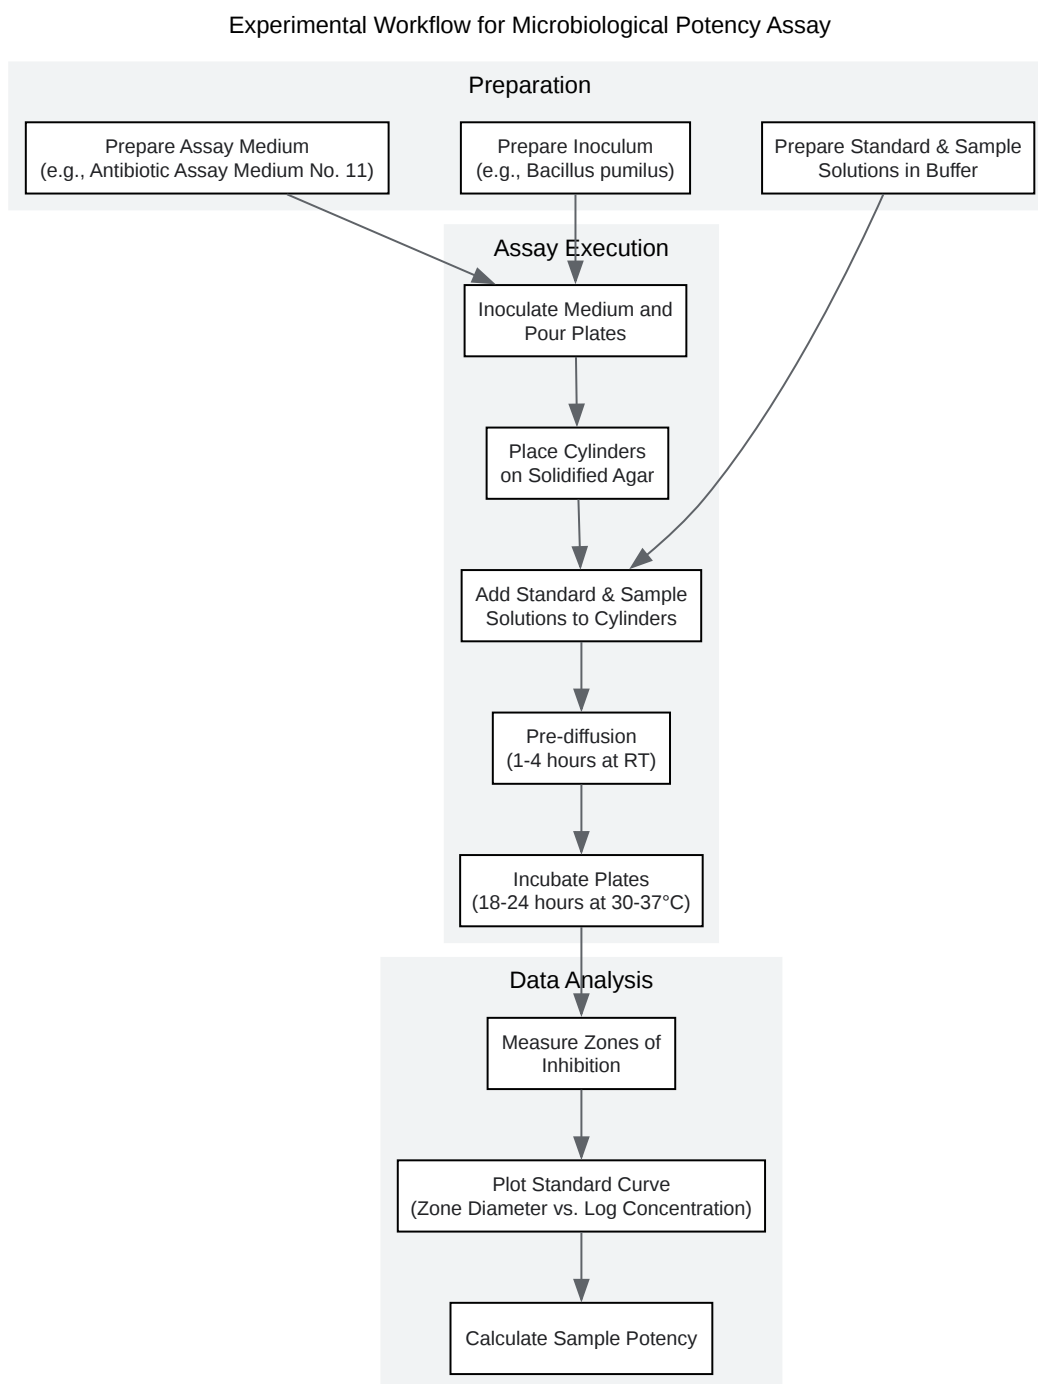 Experimental Workflow for Microbiological Potency Assay
Preparation
Prepare Assay Medium
(e.g., Antibiotic Assay Medium No. 11)
Prepare Inoculum
(e.g., Bacillus pumilus)
Prepare Standard & Sample
Solutions in Buffer
Assay Execution
Inoculate Medium and
Pour Plates
Place Cylinders
on Solidified Agar
Add Standard & Sample
Solutions to Cylinders
Pre-diffusion
(1-4 hours at RT)
Incubate Plates
(18-24 hours at 30-37°C)
Data Analysis
Measure Zones of
Inhibition
Plot Standard Curve
(Zone Diameter vs. Log Concentration)
Calculate Sample Potency